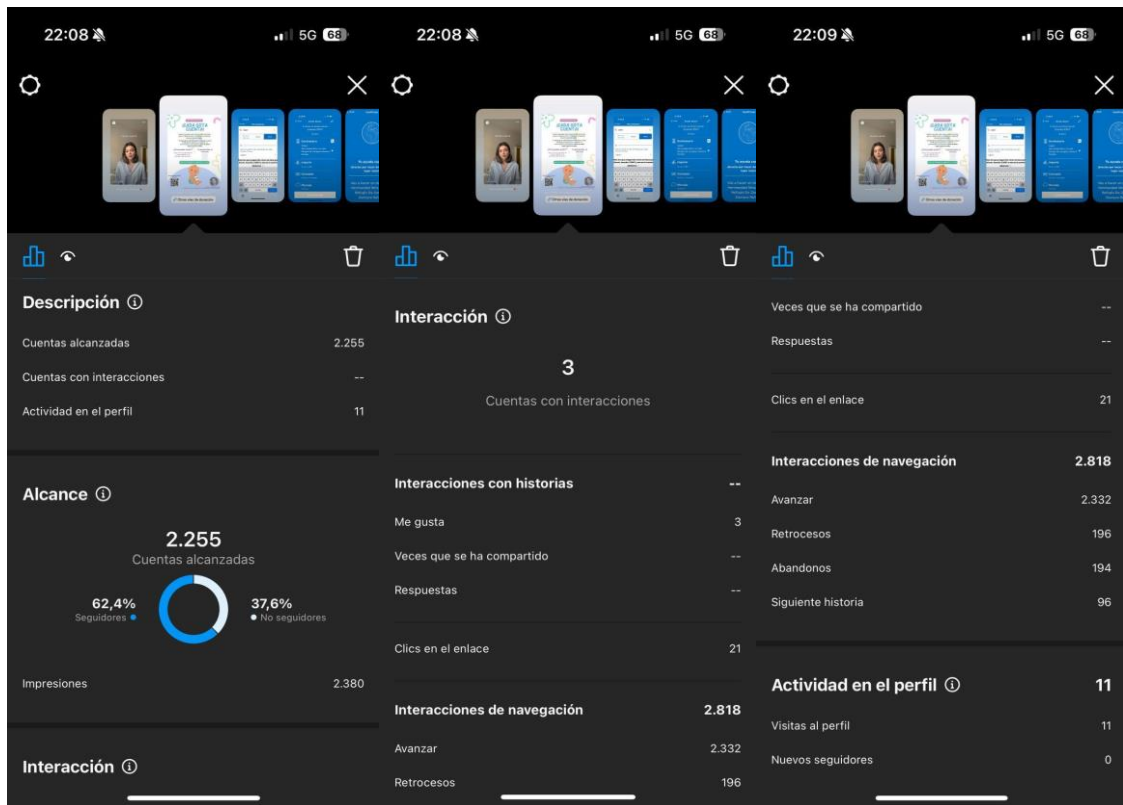 22:08
5G 68
Descripción
Cuentas alcanzadas 2.255
Cuentas con interacciones --
Actividad en el perfil 11
Alcance
2.255
Cuentas alcanzadas
62,4%
Seguidores
37,6%
No seguidores
Impresiones 2.380
Interacción
22:08
5G 68
Interacción
3
Cuentas con interacciones
Interacciones con historias --
Me gusta 3
Veces que se ha compartido --
Respuestas --
Clics en el enlace 21
Interacciones de navegación 2.818
Avanzar 2.332
Retrocesos 196
22:09
5G 68
Veces que se ha compartido --
Respuestas --
Clics en el enlace 21
Interacciones de navegación 2.818
Avanzar 2.332
Retrocesos 196
Abandonos 194
Siguiente historia 96
Actividad en el perfil 11
Visitas al perfil 11
Nuevos seguidores 0